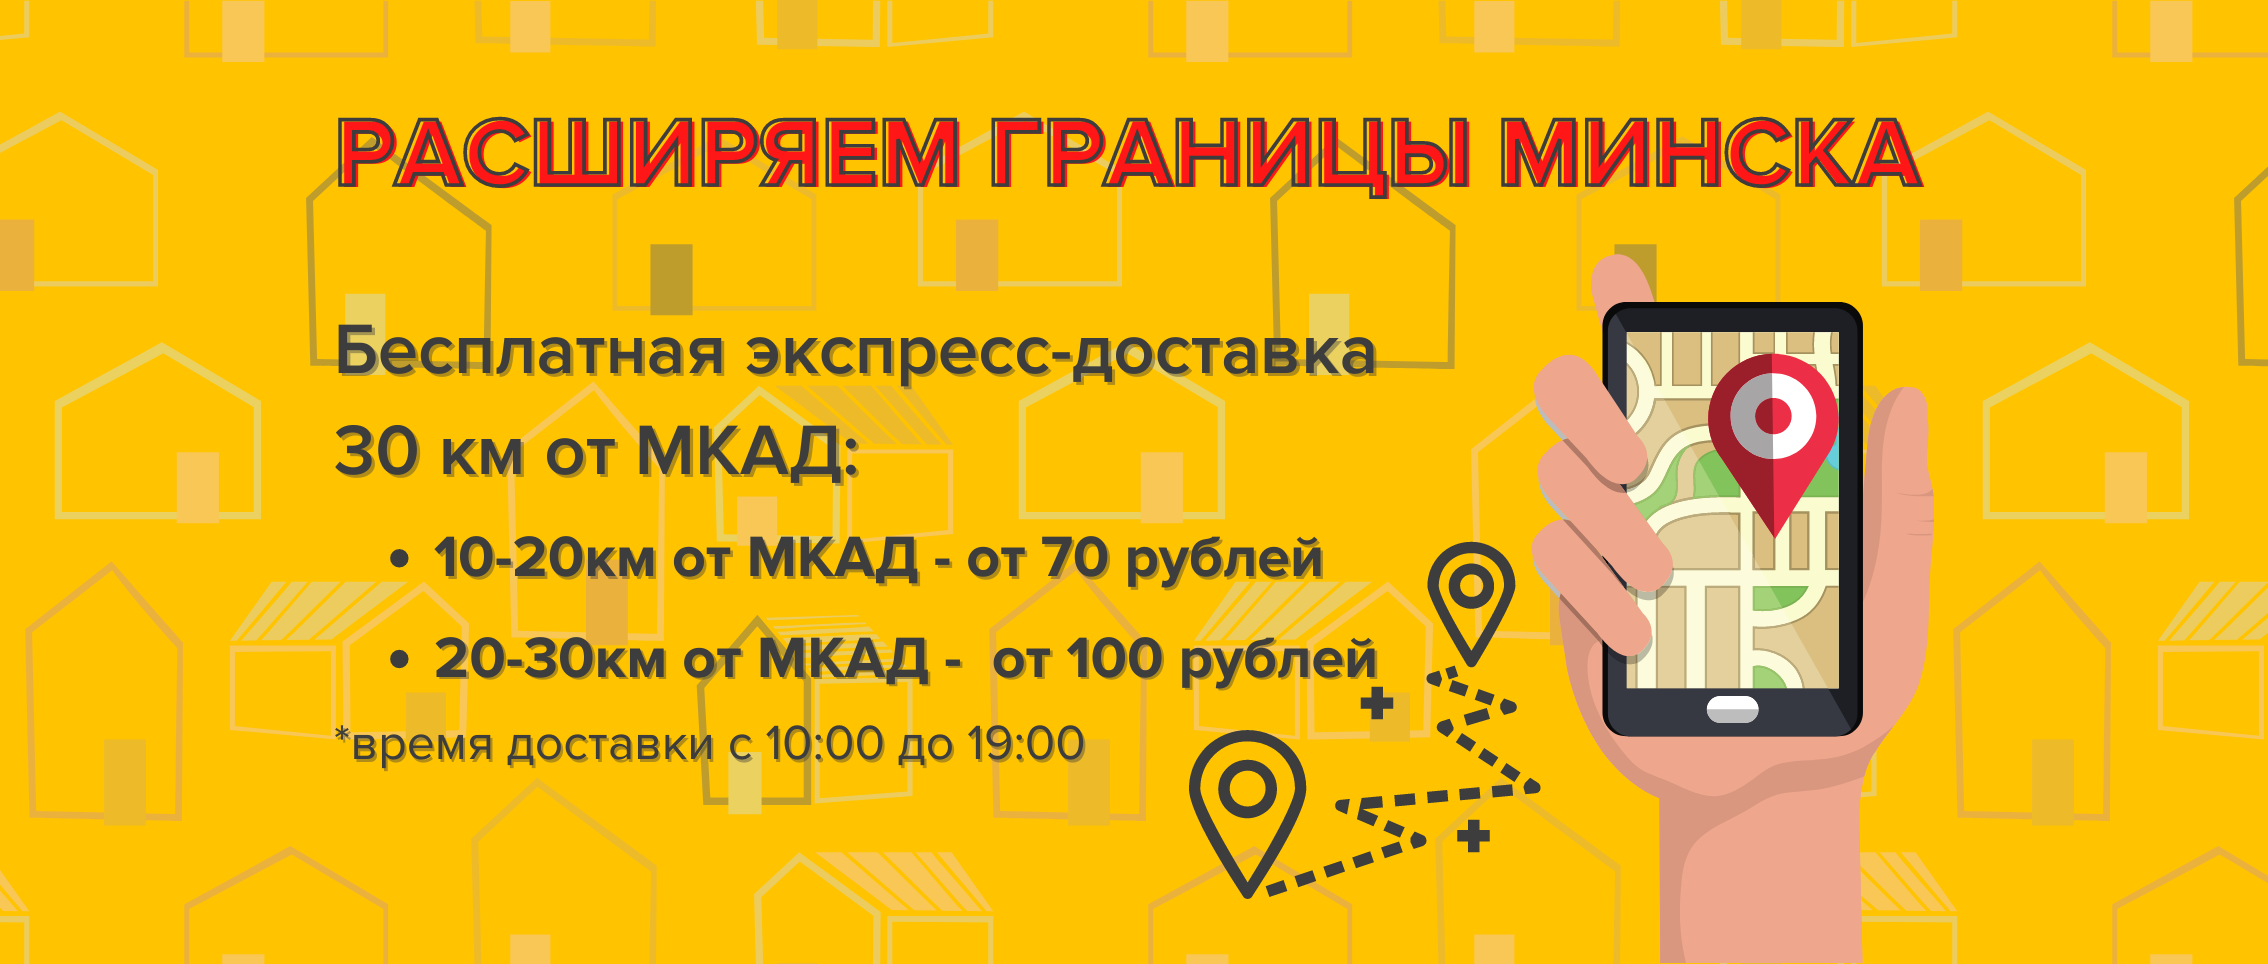 РАСШИРЯЕМ ГРАНИЦЫ МИНСКА
Бесплатная экспресс-доставка
30 км от МКАД:
• 10-20км от МКАД - от 70 рублей
• 20-30км от МКАД - от 100 рублей
*время доставки с 10:00 до 19:00